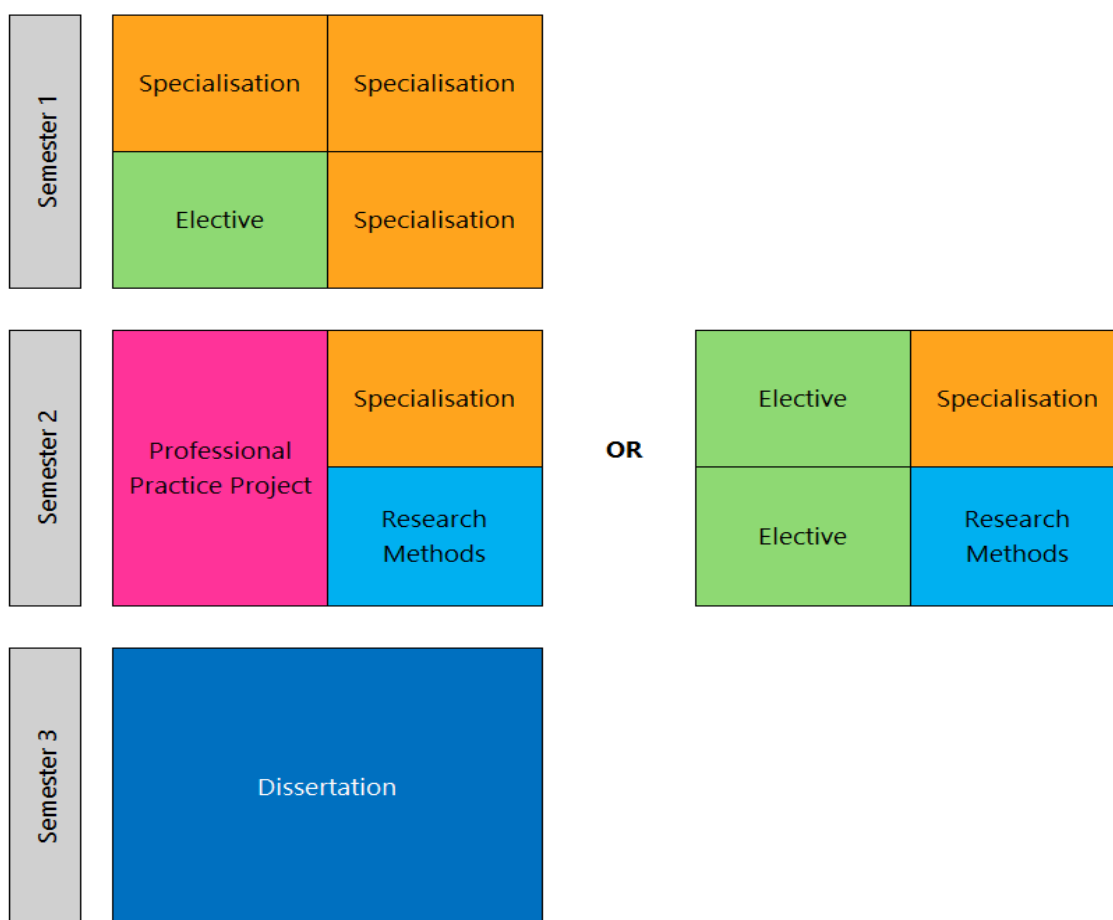 Semester 1
Specialisation
Specialisation
Elective
Specialisation
Semester 2
Professional
Practice Project
Specialisation
Research
Methods
OR
Elective
Specialisation
Elective
Research
Methods
Semester 3
Dissertation